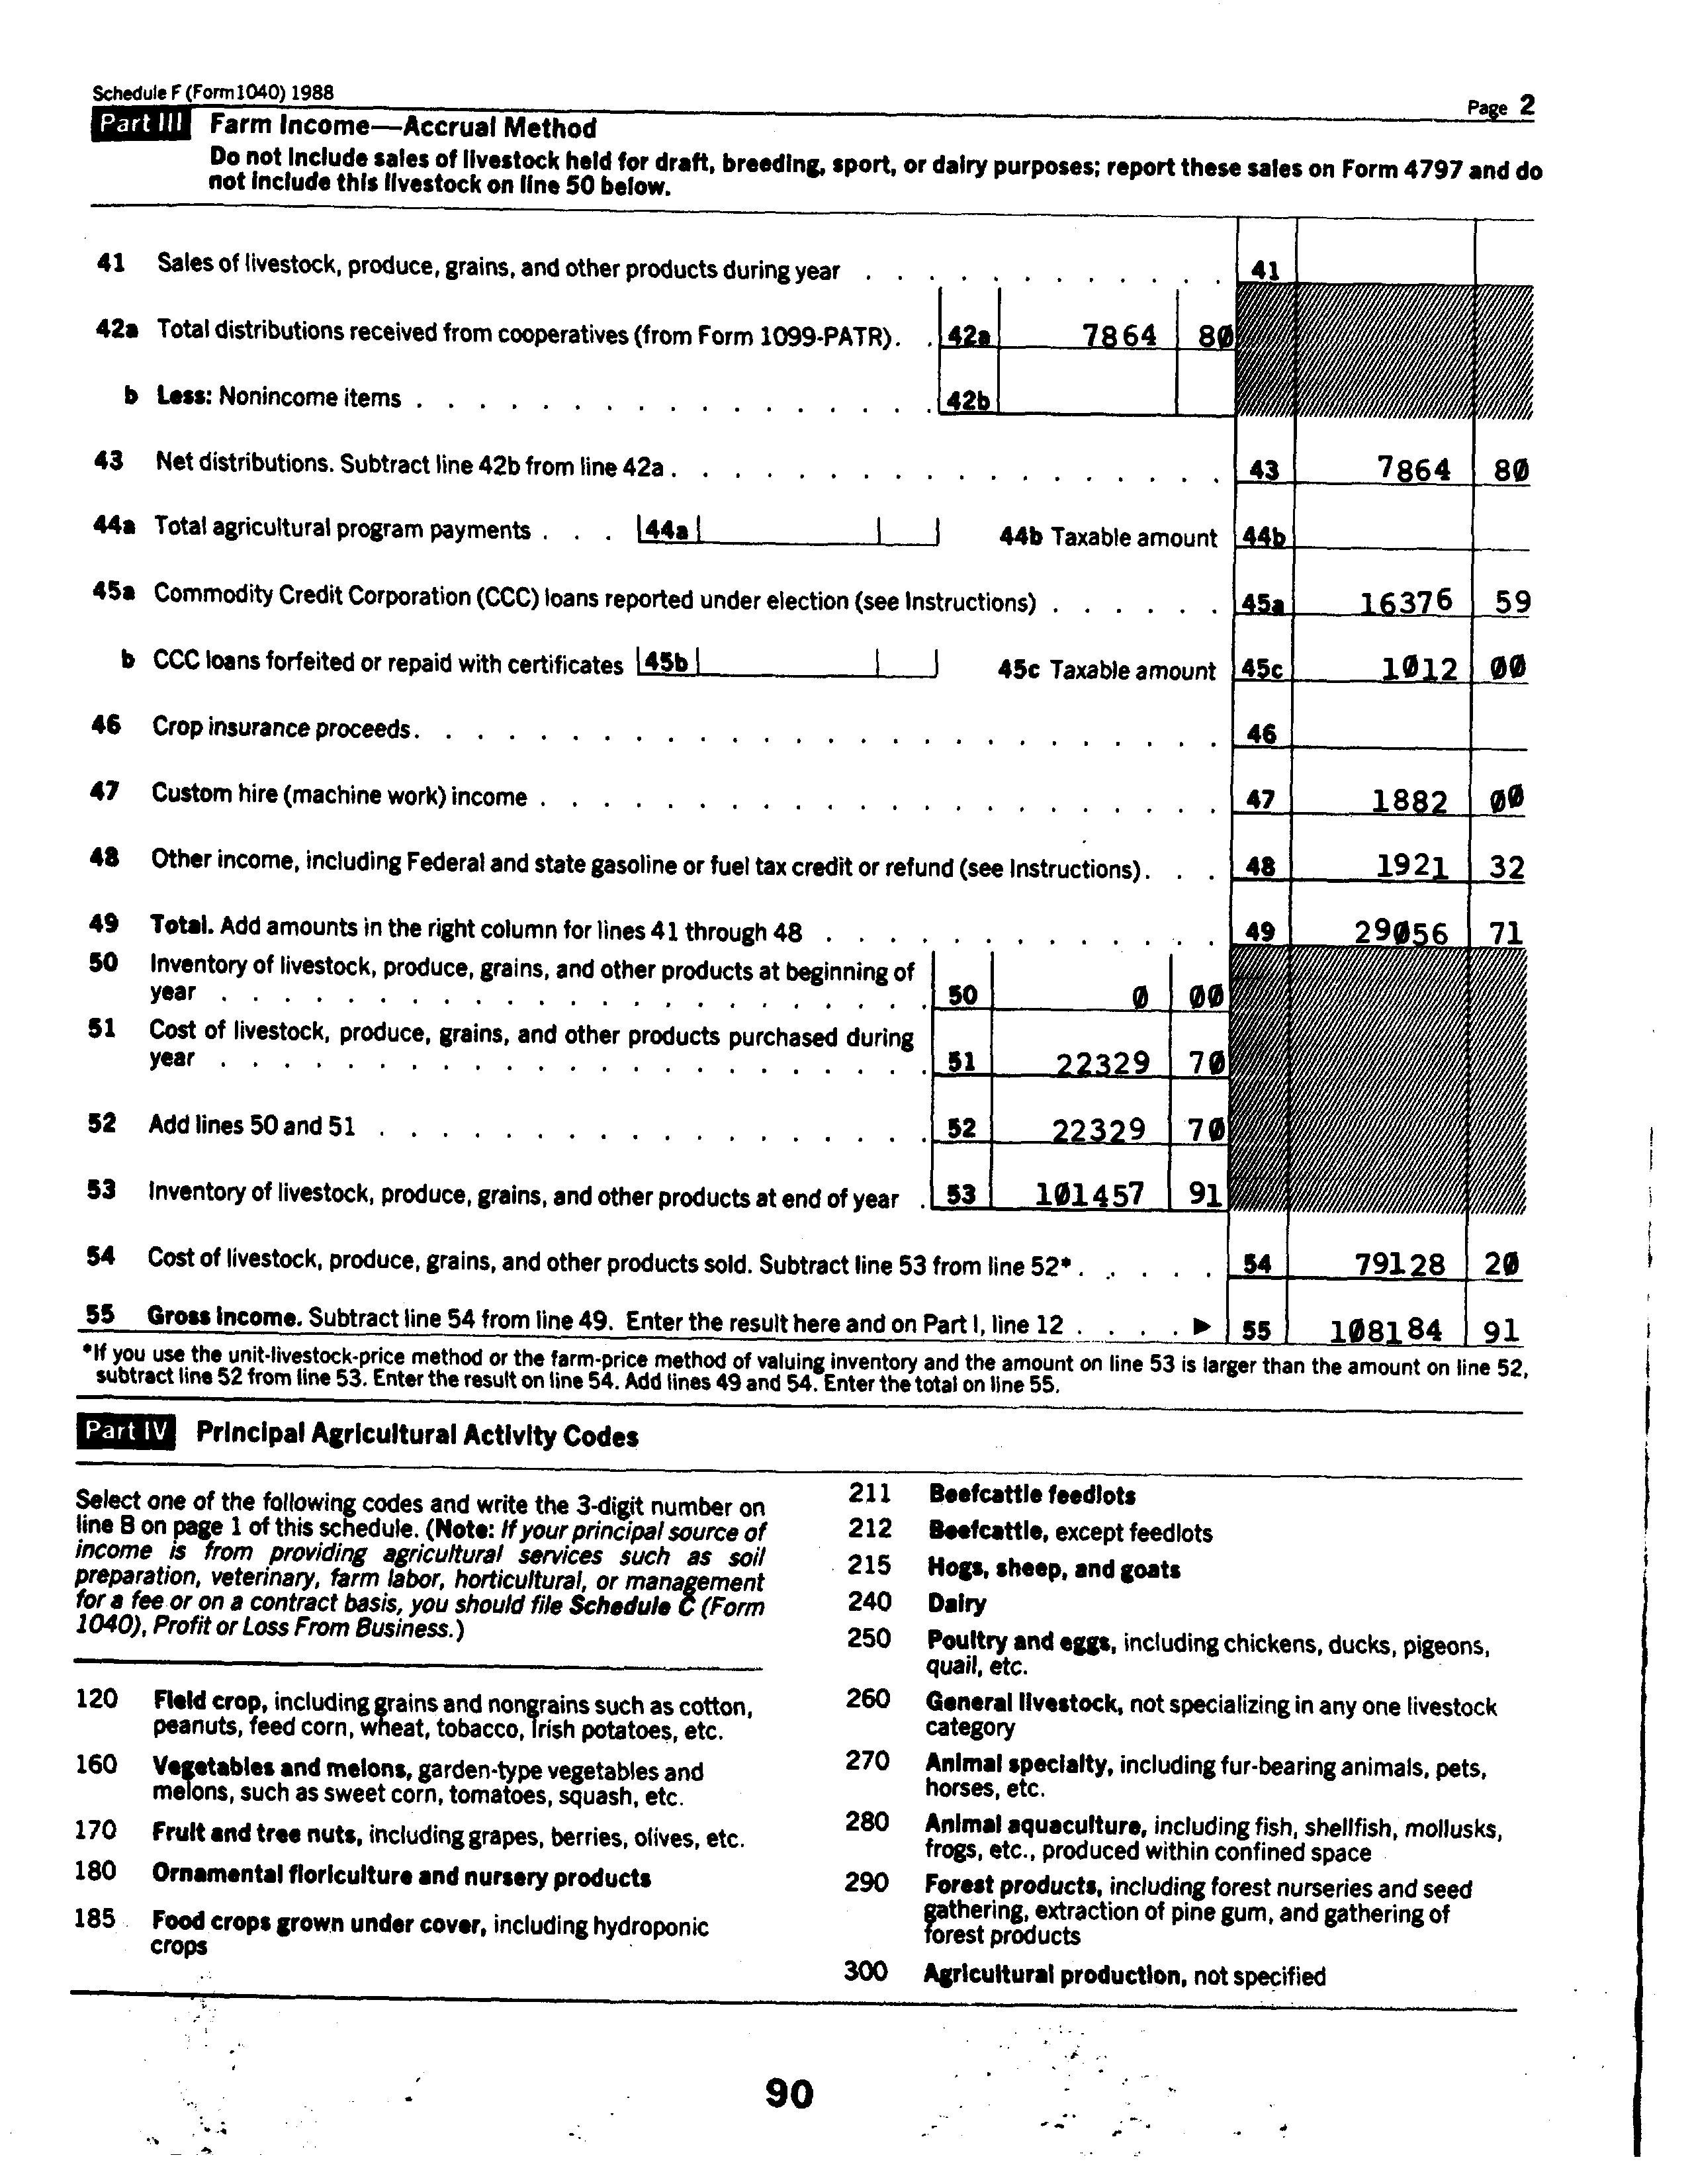 Schedule F (Form 1040) 1988
Page 2
Part III Farm Income—Accrual Method
Do not include sales of livestock held for draft, breeding, sport, or dairy purposes; report these sales on Form 4797 and do
not include this livestock on line 50 below.
41 Sales of livestock, produce, grains, and other products during year . . . . . . . . . . . . 41
42a Total distributions received from cooperatives (from Form 1099-PATR) . . 42a 7864 80
b Less: Nonincome items . . . . . . . . . . . . . . . . . 42b
43 Net distributions. Subtract line 42b from line 42a . . . . . . . . . . . . . . . . . . 43 7864 80
44a Total agricultural program payments . . . 44a 44b Taxable amount 44b
45a Commodity Credit Corporation (CCC) loans reported under election (see Instructions) . . . . . . 45a 16376 59
b CCC loans forfeited or repaid with certificates 45b 45c Taxable amount 45c 1012 00
46 Crop insurance proceeds . . . . . . . . . . . . . . . . . . . . . . . . . . 46
47 Custom hire (machine work) income . . . . . . . . . . . . . . . . . . . . . . 47 1882 00
48 Other income, including Federal and state gasoline or fuel tax credit or refund (see Instructions) . . . 48 1921 32
49 Total. Add amounts in the right column for lines 41 through 48 . . . . . . . . . . . . . 49 29056 71
50 Inventory of livestock, produce, grains, and other products at beginning of
year . . . . . . . . . . . . . . . . . . . . . . . 50 0 00
51 Cost of livestock, produce, grains, and other products purchased during
year . . . . . . . . . . . . . . . . . . . . . . . 51 22329 70
52 Add lines 50 and 51 . . . . . . . . . . . . . . . . . . 52 22329 70
53 Inventory of livestock, produce, grains, and other products at end of year . 53 101457 91
54 Cost of livestock, produce, grains, and other products sold. Subtract line 53 from line 52* . . . . . 54 79128 20
55 Gross income. Subtract line 54 from line 49. Enter the result here and on Part I, line 12 . . . . ▶ 55 108184 91
*If you use the unit-livestock-price method or the farm-price method of valuing inventory and the amount on line 53 is larger than the amount on line 52,
subtract line 52 from line 53. Enter the result on line 54. Add lines 49 and 54. Enter the total on line 55.
Part IV Principal Agricultural Activity Codes
Select one of the following codes and write the 3-digit number on
line B on page 1 of this schedule. (Note: If your principal source of
income is from providing agricultural services such as soil
preparation, veterinary, farm labor, horticultural, or management
for a fee or on a contract basis, you should file Schedule C (Form
1040), Profit or Loss From Business.)
120 Field crop, including grains and nongrains such as cotton,
peanuts, feed corn, wheat, tobacco, Irish potatoes, etc.
160 Vegetables and melons, garden-type vegetables and
melons, such as sweet corn, tomatoes, squash, etc.
170 Fruit and tree nuts, including grapes, berries, olives, etc.
180 Ornamental floriculture and nursery products
185 Food crops grown under cover, including hydroponic
crops
211 Beefcattle feedlots
212 Beefcattle, except feedlots
215 Hogs, sheep, and goats
240 Dairy
250 Poultry and eggs, including chickens, ducks, pigeons,
quail, etc.
260 General livestock, not specializing in any one livestock
category
270 Animal specialty, including fur-bearing animals, pets,
horses, etc.
280 Animal aquaculture, including fish, shellfish, mollusks,
frogs, etc., produced within confined space
290 Forest products, including forest nurseries and seed
gathering, extraction of pine gum, and gathering of
forest products
300 Agricultural production, not specified
90